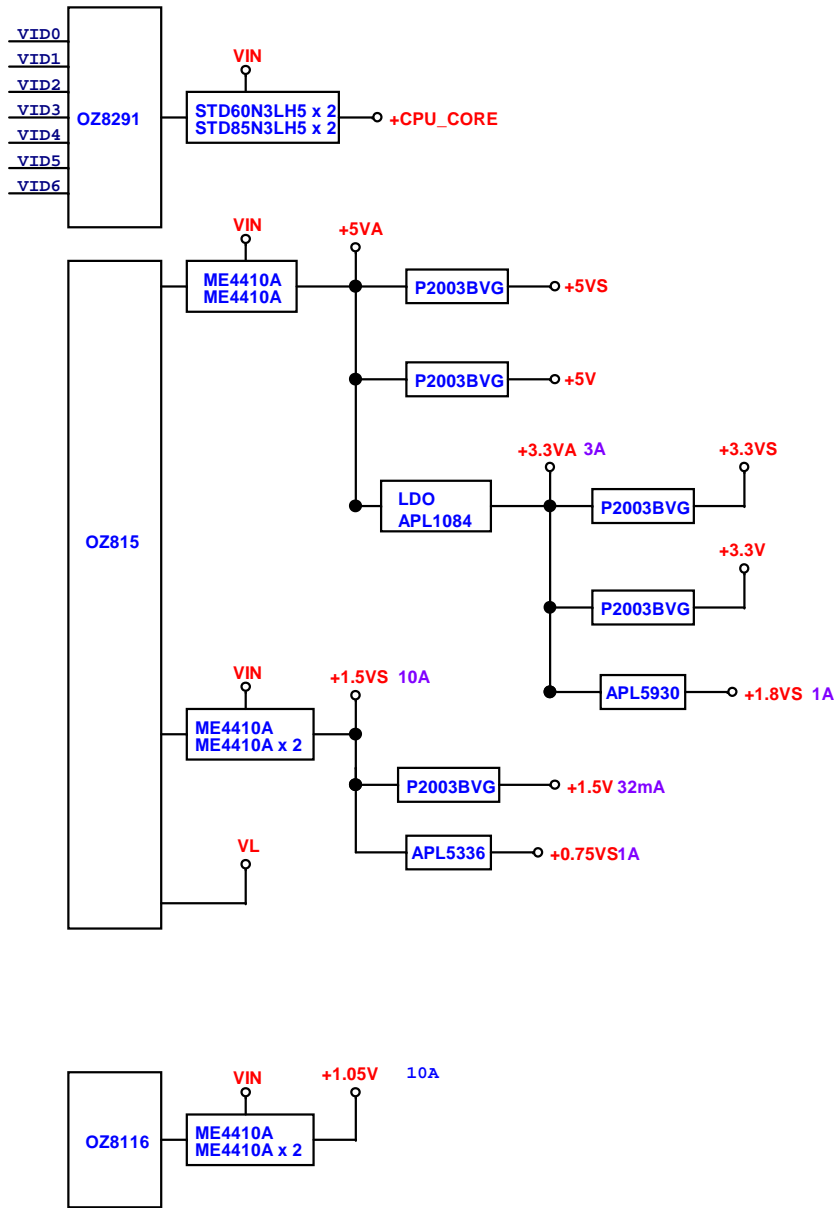 VID0
VID1
VID2
VID3
VID4
VID5
VID6
OZ8291
VIN
STD60N3LH5 x 2
STD85N3LH5 x 2
+CPU_CORE
OZ815
VIN
ME4410A
ME4410A
+5VA
P2003BVG
+5VS
P2003BVG
+5V
LDO
APL1084
+3.3VA 3A
P2003BVG
+3.3VS
P2003BVG
+3.3V
APL5930
+1.8VS 1A
VIN
ME4410A
ME4410A x 2
+1.5VS 10A
P2003BVG
+1.5V 32mA
APL5336
+0.75VS1A
VL
OZ8116
VIN
ME4410A
ME4410A x 2
+1.05V 10A